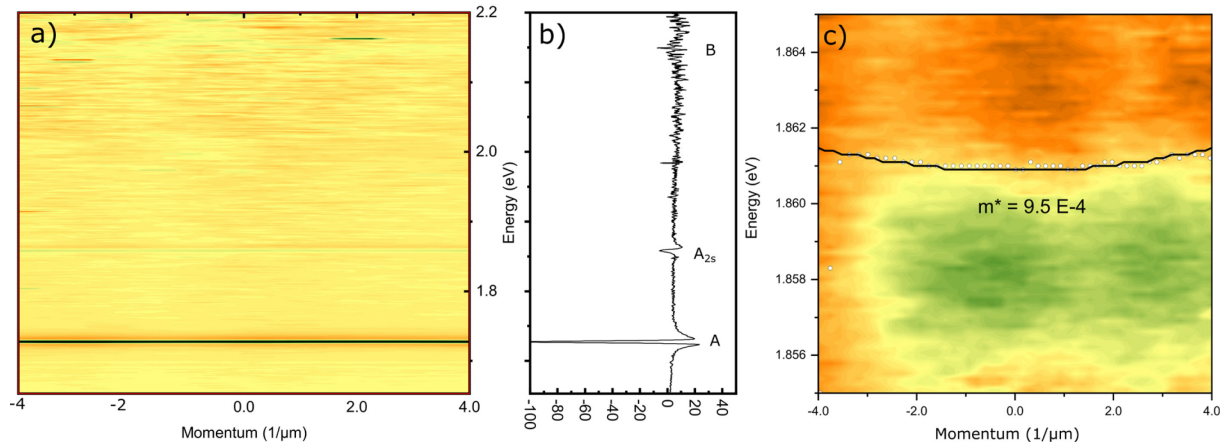 a)
2.2
2.0
1.8
Energy (eV)
-4
-2
0.0
2.0
4.0
Momentum (1/μm)
b)
B
A2s
A
-100
-80
-60
-40
-20
0
20
40
c)
1.864
1.862
1.860
1.858
1.856
Energy (eV)
m* = 9.5 E-4
-4.0
-2.0
0.0
2.0
4.0
Momentum (1/μm)